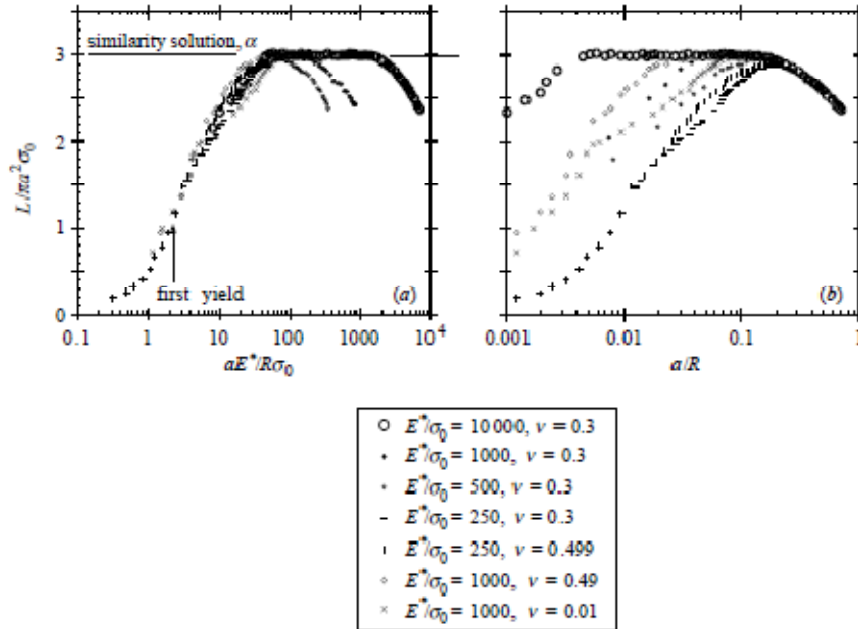 similarity solution, α
3
2
1
0
L/πa²σ₀
first yield
(a)
(b)
0.1 1 10 100 1000 10⁴
0.001 0.01 0.1 1
aE*/Rσ₀
a/R
E*/σ₀ = 10 000, ν = 0.3
E*/σ₀ = 1000, ν = 0.3
E*/σ₀ = 500, ν = 0.3
E*/σ₀ = 250, ν = 0.3
E*/σ₀ = 250, ν = 0.499
E*/σ₀ = 1000, ν = 0.49
E*/σ₀ = 1000, ν = 0.01